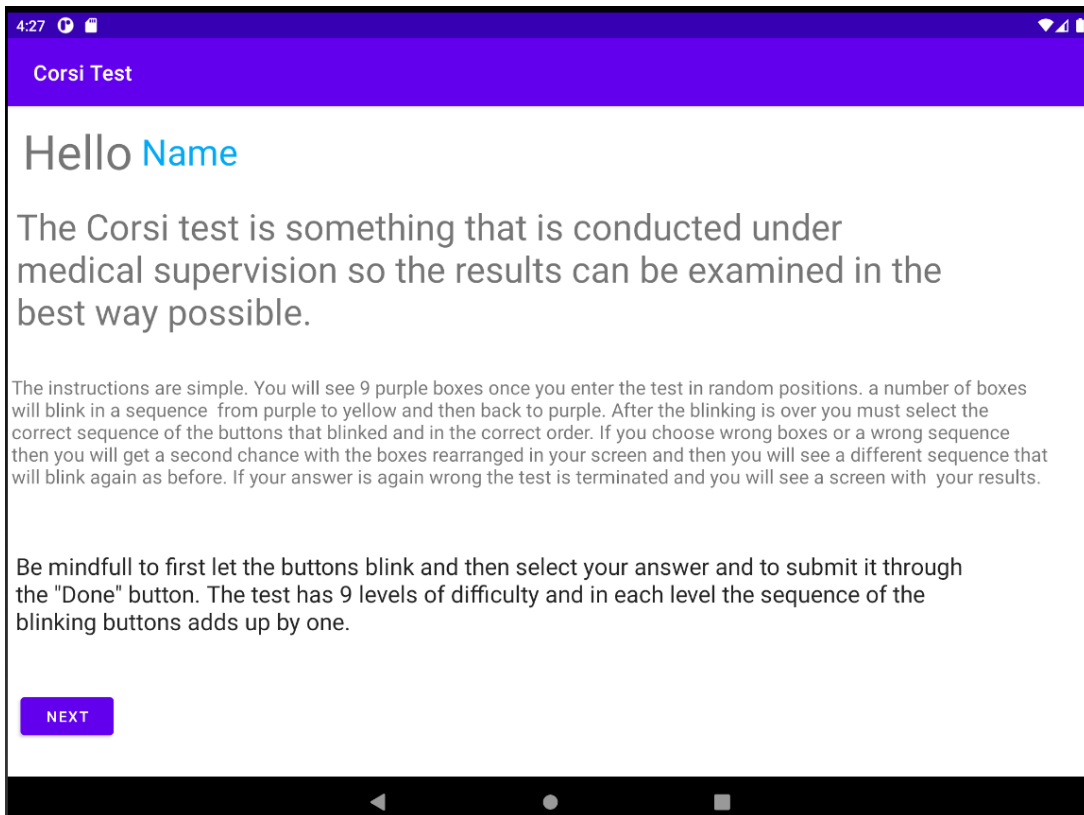 4:27
Corsi Test
Hello Name
The Corsi test is something that is conducted under
medical supervision so the results can be examined in the
best way possible.
The instructions are simple. You will see 9 purple boxes once you enter the test in random positions. a number of boxes
will blink in a sequence  from purple to yellow and then back to purple. After the blinking is over you must select the
correct sequence of the buttons that blinked and in the correct order. If you choose wrong boxes or a wrong sequence
then you will get a second chance with the boxes rearranged in your screen and then you will see a different sequence that
will blink again as before. If your answer is again wrong the test is terminated and you will see a screen with  your results.
Be mindfull to first let the buttons blink and then select your answer and to submit it through
the "Done" button. The test has 9 levels of difficulty and in each level the sequence of the
blinking buttons adds up by one.
NEXT